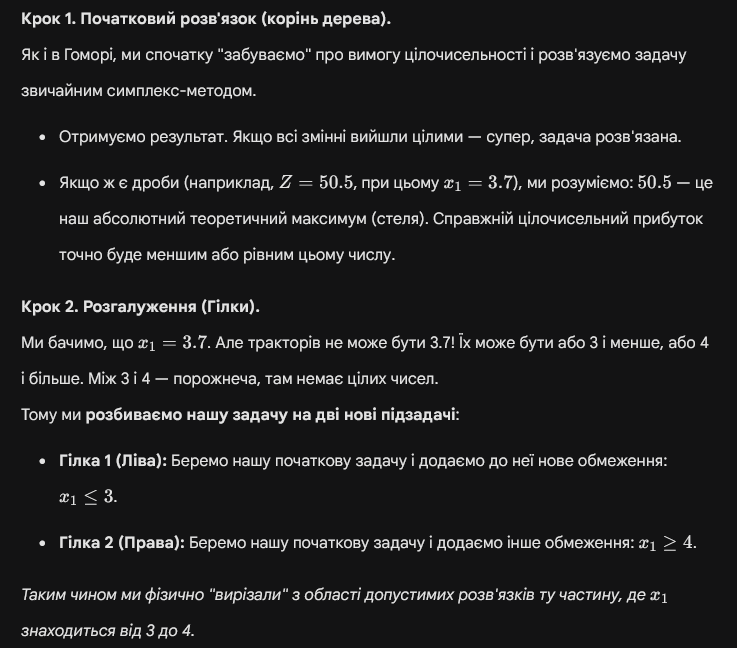 Крок 1. Початковий розв'язок (корінь дерева).
Як і в Гоморі, ми спочатку "забуваємо" про вимогу цілочисельності і розв'язуємо задачу
звичайним симплекс-методом.
• Отримуємо результат. Якщо всі змінні вийшли цілими — супер, задача розв'язана.
• Якщо ж є дроби (наприклад, Z = 50.5, при цьому x₁ = 3.7), ми розуміємо: 50.5 — це
наш абсолютний теоретичний максимум (стеля). Справжній цілочисельний прибуток
точно буде меншим або рівним цьому числу.
Крок 2. Розгалуження (Гілки).
Ми бачимо, що x₁ = 3.7. Але тракторів не може бути 3.7! Їх може бути або 3 і менше, або 4
і більше. Між 3 і 4 — порожнеча, там немає цілих чисел.
Тому ми розбиваємо нашу задачу на дві нові підзадачі:
• Гілка 1 (Ліва): Беремо нашу початкову задачу і додаємо до неї нове обмеження:
x₁ ≤ 3.
• Гілка 2 (Права): Беремо нашу початкову задачу і додаємо інше обмеження: x₁ ≥ 4.
Таким чином ми фізично "вирізали" з області допустимих розв'язків ту частину, де x₁
знаходиться від 3 до 4.